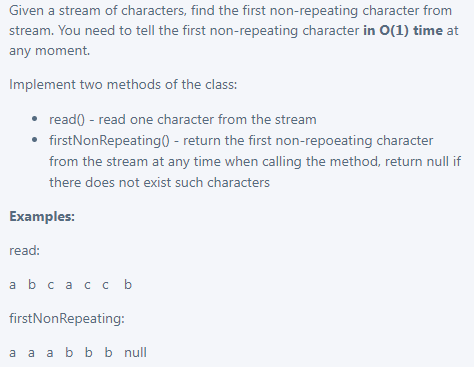 Given a stream of characters, find the first non-repeating character from
stream. You need to tell the first non-repeating character in O(1) time at
any moment.
Implement two methods of the class:
• read() - read one character from the stream
• firstNonRepeating() - return the first non-repoeating character
from the stream at any time when calling the method, return null if
there does not exist such characters
Examples:
read:
a b c a c c b
firstNonRepeating:
a a a b b b null